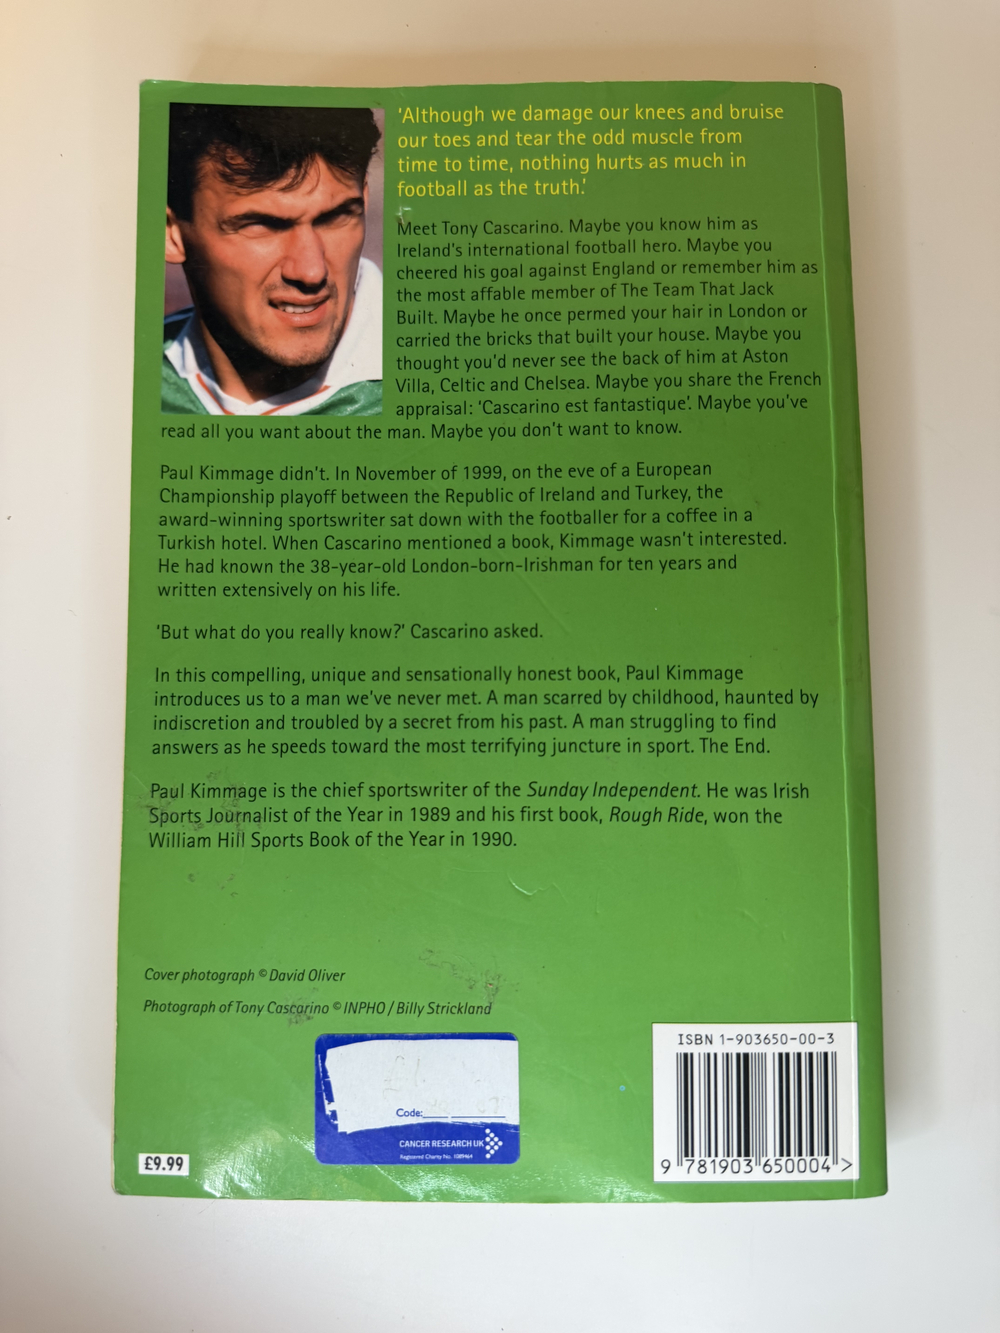 ‘Although we damage our knees and bruise
our toes and tear the odd muscle from
time to time, nothing hurts as much in
football as the truth.’
Meet Tony Cascarino. Maybe you know him as
Ireland's international football hero. Maybe you
cheered his goal against England or remember him as
the most affable member of The Team That Jack
Built. Maybe he once permed your hair in London or
carried the bricks that built your house. Maybe you
thought you'd never see the back of him at Aston
Villa, Celtic and Chelsea. Maybe you share the French
appraisal: ‘Cascarino est fantastique’. Maybe you've
read all you want about the man. Maybe you don't want to know.
Paul Kimmage didn't. In November of 1999, on the eve of a European
Championship playoff between the Republic of Ireland and Turkey, the
award-winning sportswriter sat down with the footballer for a coffee in a
Turkish hotel. When Cascarino mentioned a book, Kimmage wasn't interested.
He had known the 38-year-old London-born-Irishman for ten years and
written extensively on his life.
‘But what do you really know?’ Cascarino asked.
In this compelling, unique and sensationally honest book, Paul Kimmage
introduces us to a man we've never met. A man scarred by childhood, haunted by
indiscretion and troubled by a secret from his past. A man struggling to find
answers as he speeds toward the most terrifying juncture in sport. The End.
Paul Kimmage is the chief sportswriter of the Sunday Independent. He was Irish
Sports Journalist of the Year in 1989 and his first book, Rough Ride, won the
William Hill Sports Book of the Year in 1990.
Cover photograph © David Oliver
Photograph of Tony Cascarino © INPHO / Billy Strickland
ISBN 1-903650-00-3
9 781903 650004 >
£1
Code:
CANCER RESEARCH UK
Registered Charity No. 1089464
£9.99